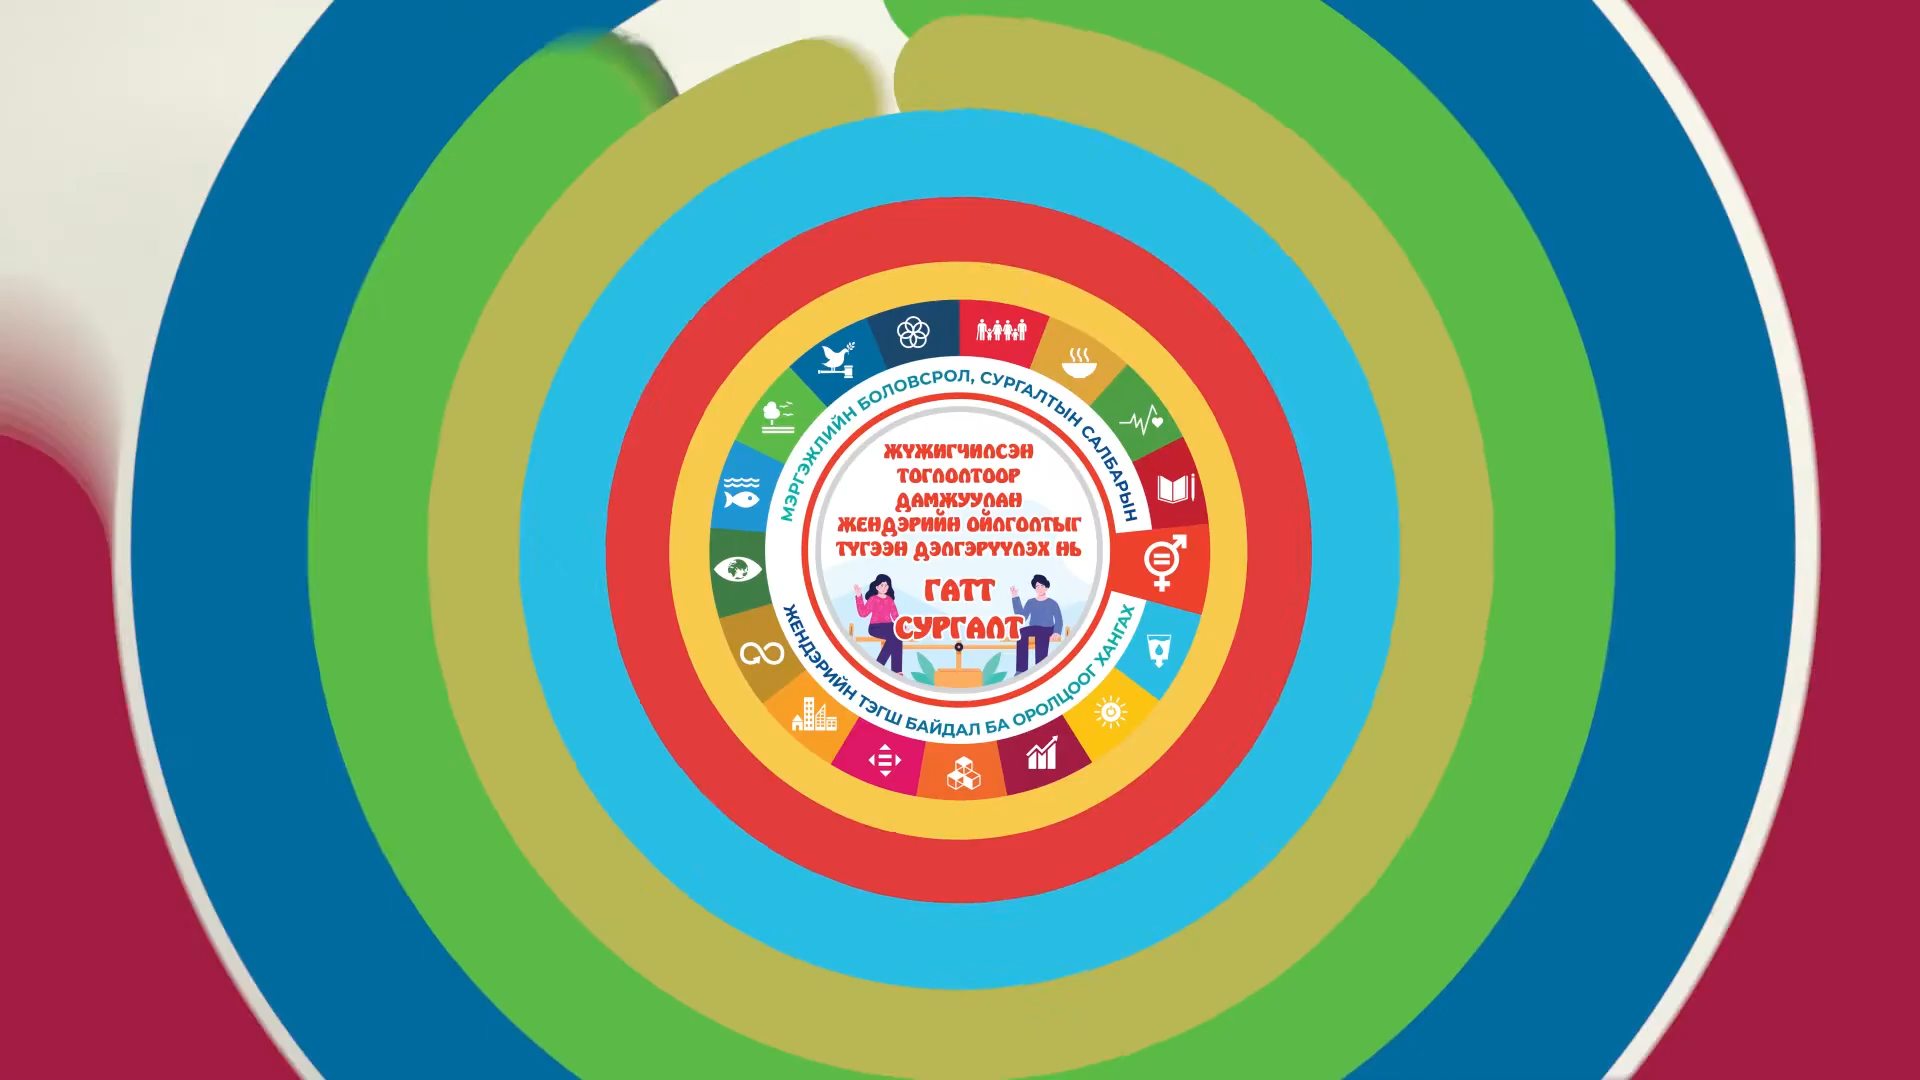 МЭРГЭЖЛИЙН БОЛОВСРОЛ, СУРГАЛТЫН САЛБАРЫН
ЖҮЖИГЧИЛСЭН
ТОГЛОЛТООР
ДАМЖУУЛАН
ЖЕНДЭРИЙН ОЙЛГОЛТЫГ
ТҮГЭЭН ДЭЛГЭРҮҮЛЭХ НЬ
ГАТТ
СУРГАЛТ
ЖЕНДЭРИЙН ТЭГШ БАЙДАЛ БА ОРОЛЦООГ ХАНГАХ